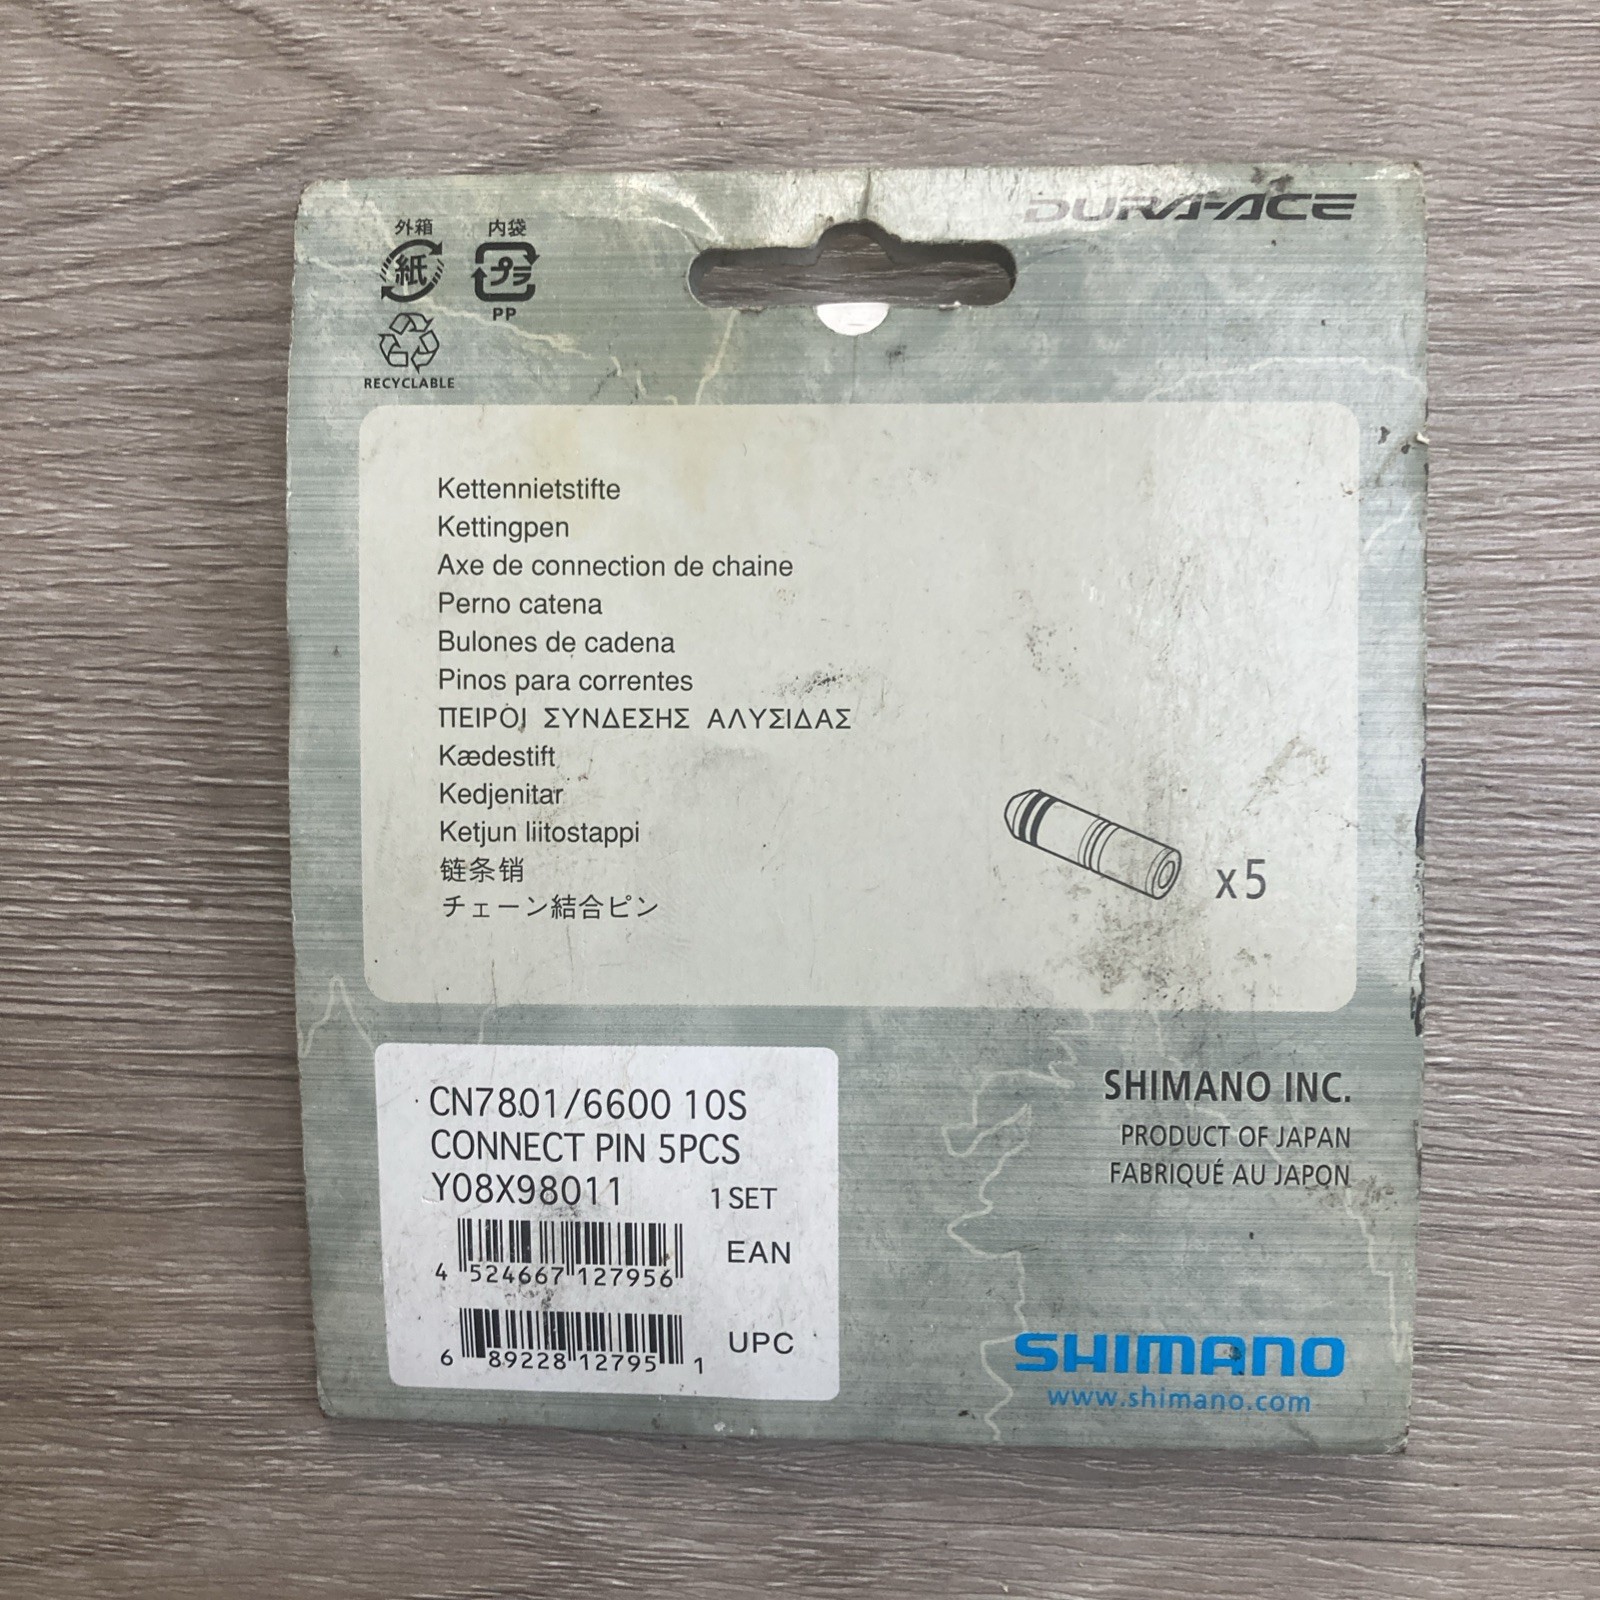 外箱
内袋
紙
プラ
PP
RECYCLABLE
DURA-ACE
Kettennietstifte
Kettingpen
Axe de connection de chaine
Perno catena
Bulones de cadena
Pinos para correntes
ΠΕΙΡΟΙ ΣΥΝΔΕΣΗΣ ΑΛΥΣΙΔΑΣ
Kædestift
Kedjenitar
Ketjun liitostappi
链条销
チェーン結合ピン
x5
CN7801/6600 10S
CONNECT PIN 5PCS
Y08X98011 1 SET
4 524667 127956 EAN
6 89228 12795 1 UPC
SHIMANO INC.
PRODUCT OF JAPAN
FABRIQUÉ AU JAPON
SHIMANO
www.shimano.com